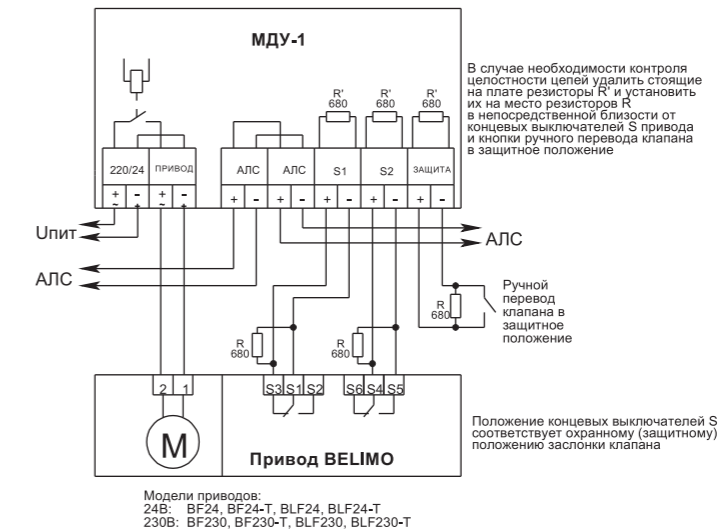 МДУ-1
В случае необходимости контроля
целостности цепей удалить стоящие
на плате резисторы R' и установить
их на место резисторов R
в непосредственной близости от
концевых выключателей S привода
и кнопки ручного перевода клапана
в защитное положение
R' R' R'
680 680 680
220/24 ПРИВОД АЛС АЛС S1 S2 ЗАЩИТА
+ - + - + - + - + - + - + -
~ ~
Uпит
АЛС
АЛС
Ручной
перевод
клапана в
защитное
положение
R
680
R
680
R
680
2 1 S3 S1 S2 S6 S4 S5
M
Привод BELIMO
Положение концевых выключателей S
соответствует охранному (защитному)
положению заслонки клапана
Модели приводов:
24В: BF24, BF24-T, BLF24, BLF24-T
230В: BF230, BF230-T, BLF230, BLF230-T